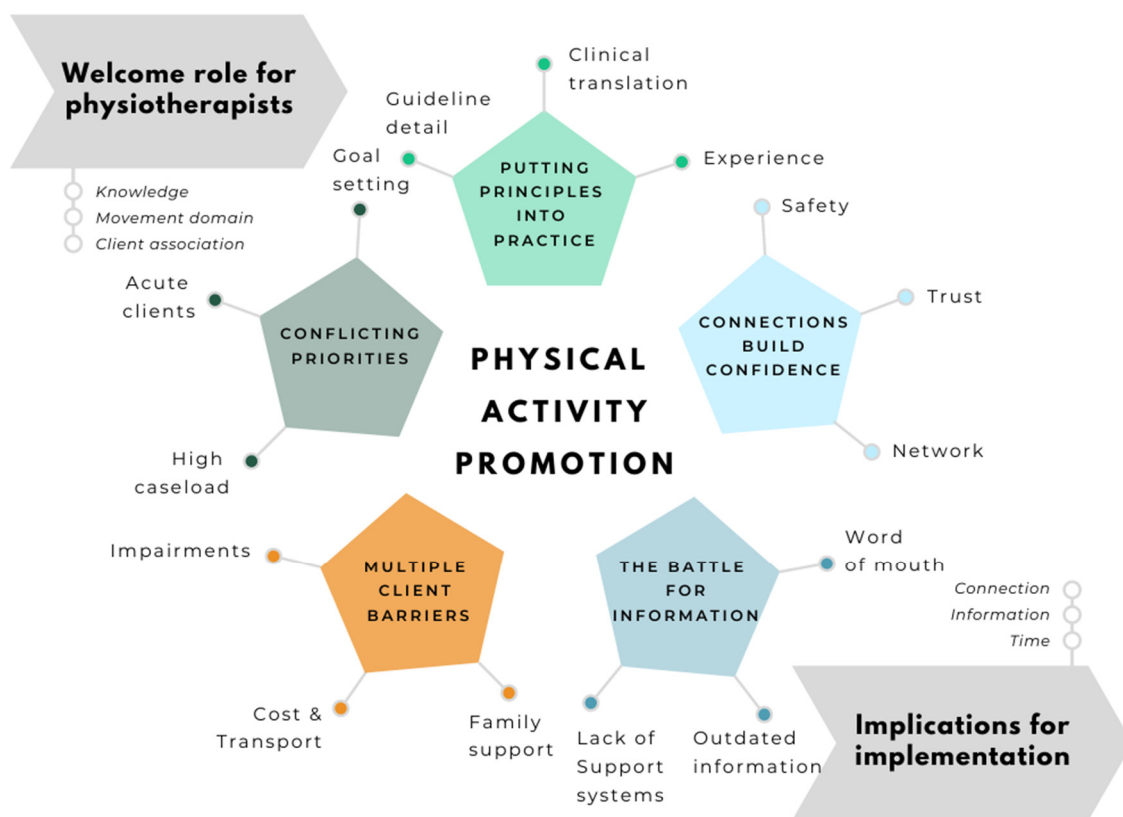 Welcome role for
physiotherapists
Knowledge
Movement domain
Client association
Clinical
translation
Guideline
detail
Experience
PUTTING
PRINCIPLES
INTO
PRACTICE
Goal
setting
Acute
clients
High
caseload
CONFLICTING
PRIORITIES
Safety
Trust
Network
CONNECTIONS
BUILD
CONFIDENCE
PHYSICAL
ACTIVITY
PROMOTION
Impairments
Cost &
Transport
Family
support
MULTIPLE
CLIENT
BARRIERS
THE BATTLE
FOR
INFORMATION
Word
of mouth
Lack of
Support
systems
Outdated
information
Connection
Information
Time
Implications for
implementation